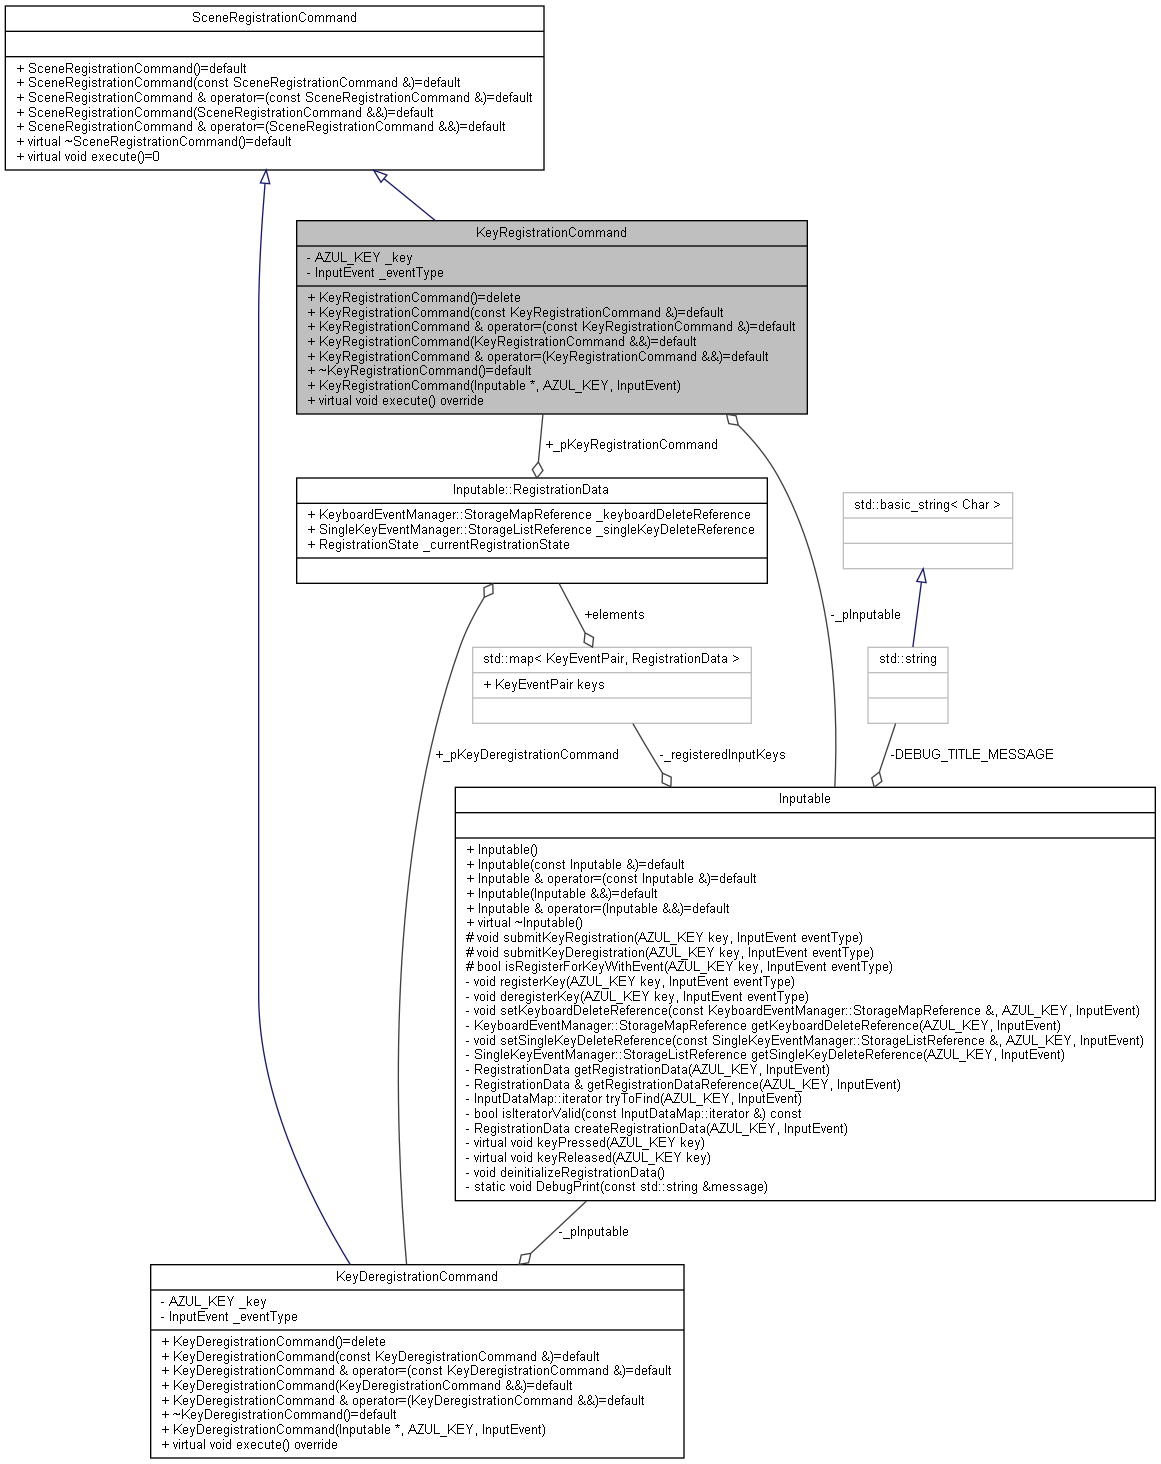 SceneRegistrationCommand
+ SceneRegistrationCommand()=default
+ SceneRegistrationCommand(const SceneRegistrationCommand &)=default
+ SceneRegistrationCommand & operator=(const SceneRegistrationCommand &)=default
+ SceneRegistrationCommand(SceneRegistrationCommand &&)=default
+ SceneRegistrationCommand & operator=(SceneRegistrationCommand &&)=default
+ virtual ~SceneRegistrationCommand()=default
+ virtual void execute()=0
KeyRegistrationCommand
- AZUL_KEY _key
- InputEvent _eventType
+ KeyRegistrationCommand()=delete
+ KeyRegistrationCommand(const KeyRegistrationCommand &)=default
+ KeyRegistrationCommand & operator=(const KeyRegistrationCommand &)=default
+ KeyRegistrationCommand(KeyRegistrationCommand &&)=default
+ KeyRegistrationCommand & operator=(KeyRegistrationCommand &&)=default
+ ~KeyRegistrationCommand()=default
+ KeyRegistrationCommand(Inputable *, AZUL_KEY, InputEvent)
+ virtual void execute() override
+_pKeyRegistrationCommand
Inputable::RegistrationData
+ KeyboardEventManager::StorageMapReference _keyboardDeleteReference
+ SingleKeyEventManager::StorageListReference _singleKeyDeleteReference
+ RegistrationState _currentRegistrationState
std::basic_string< Char >
+elements
-_pInputable
std::map< KeyEventPair, RegistrationData >
+ KeyEventPair keys
std::string
+_pKeyDeregistrationCommand
-_registeredInputKeys
-DEBUG_TITLE_MESSAGE
Inputable
+ Inputable()
+ Inputable(const Inputable &)=default
+ Inputable & operator=(const Inputable &)=default
+ Inputable(Inputable &&)=default
+ Inputable & operator=(Inputable &&)=default
+ virtual ~Inputable()
# void submitKeyRegistration(AZUL_KEY key, InputEvent eventType)
# void submitKeyDeregistration(AZUL_KEY key, InputEvent eventType)
# bool isRegisterForKeyWithEvent(AZUL_KEY key, InputEvent eventType)
- void registerKey(AZUL_KEY key, InputEvent eventType)
- void deregisterKey(AZUL_KEY key, InputEvent eventType)
- void setKeyboardDeleteReference(const KeyboardEventManager::StorageMapReference &, AZUL_KEY, InputEvent)
- KeyboardEventManager::StorageMapReference getKeyboardDeleteReference(AZUL_KEY, InputEvent)
- void setSingleKeyDeleteReference(const SingleKeyEventManager::StorageListReference &, AZUL_KEY, InputEvent)
- SingleKeyEventManager::StorageListReference getSingleKeyDeleteReference(AZUL_KEY, InputEvent)
- RegistrationData getRegistrationData(AZUL_KEY, InputEvent)
- RegistrationData & getRegistrationDataReference(AZUL_KEY, InputEvent)
- InputDataMap::iterator tryToFind(AZUL_KEY, InputEvent)
- bool isIteratorValid(const InputDataMap::iterator &) const
- RegistrationData createRegistrationData(AZUL_KEY, InputEvent)
- virtual void keyPressed(AZUL_KEY key)
- virtual void keyReleased(AZUL_KEY key)
- void deinitializeRegistrationData()
- static void DebugPrint(const std::string &message)
-_pInputable
KeyDeregistrationCommand
- AZUL_KEY _key
- InputEvent _eventType
+ KeyDeregistrationCommand()=delete
+ KeyDeregistrationCommand(const KeyDeregistrationCommand &)=default
+ KeyDeregistrationCommand & operator=(const KeyDeregistrationCommand &)=default
+ KeyDeregistrationCommand(KeyDeregistrationCommand &&)=default
+ KeyDeregistrationCommand & operator=(KeyDeregistrationCommand &&)=default
+ ~KeyDeregistrationCommand()=default
+ KeyDeregistrationCommand(Inputable *, AZUL_KEY, InputEvent)
+ virtual void execute() override